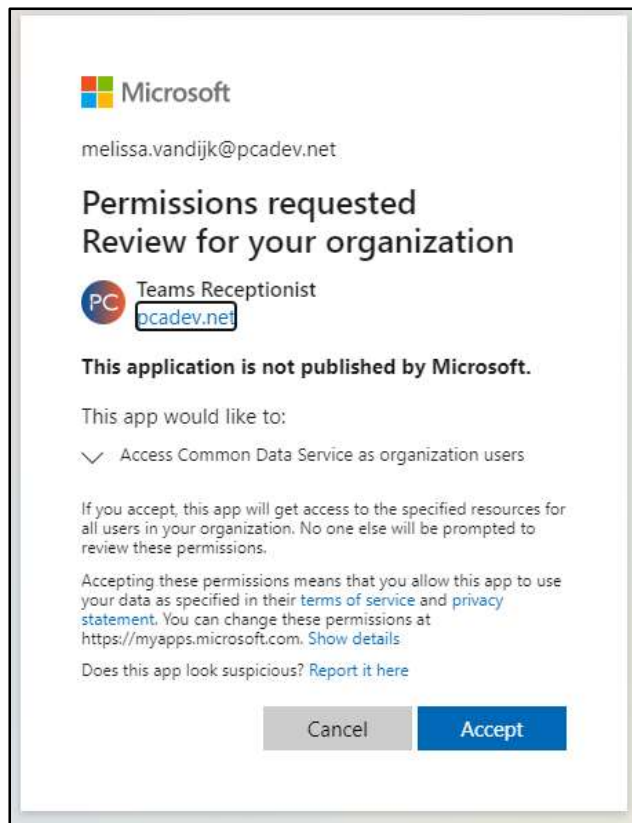 Microsoft
melissa.vandijk@pcadev.net
Permissions requested
Review for your organization
PC
Teams Receptionist
pcadev.net
This application is not published by Microsoft.
This app would like to:
Access Common Data Service as organization users
If you accept, this app will get access to the specified resources for
all users in your organization. No one else will be prompted to
review these permissions.
Accepting these permissions means that you allow this app to use
your data as specified in their terms of service and privacy
statement. You can change these permissions at
https://myapps.microsoft.com. Show details
Does this app look suspicious? Report it here
Cancel
Accept